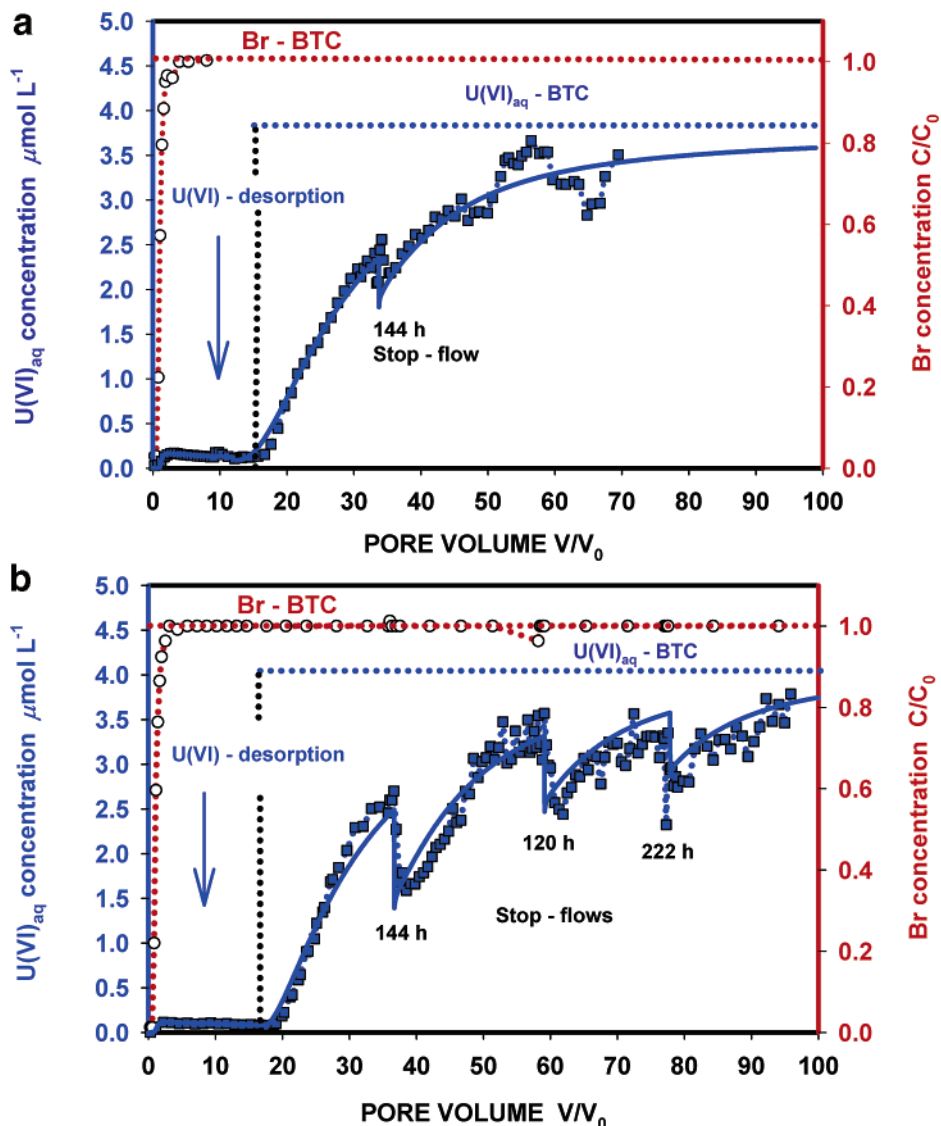 a
Br - BTC
U(VI)aq - BTC
U(VI) - desorption
144 h
Stop - flow
U(VI)aq concentration μmol L-1
5.0
4.5
4.0
3.5
3.0
2.5
2.0
1.5
1.0
0.5
0.0
Br concentration C/C0
1.0
0.8
0.6
0.4
0.2
0.0
0 10 20 30 40 50 60 70 80 90 100
PORE VOLUME V/V0
b
Br - BTC
U(VI)aq - BTC
U(VI) - desorption
120 h
222 h
144 h
Stop - flows
U(VI)aq concentration μmol L-1
5.0
4.5
4.0
3.5
3.0
2.5
2.0
1.5
1.0
0.5
0.0
Br concentration C/C0
1.0
0.8
0.6
0.4
0.2
0.0
0 10 20 30 40 50 60 70 80 90 100
PORE VOLUME V/V0